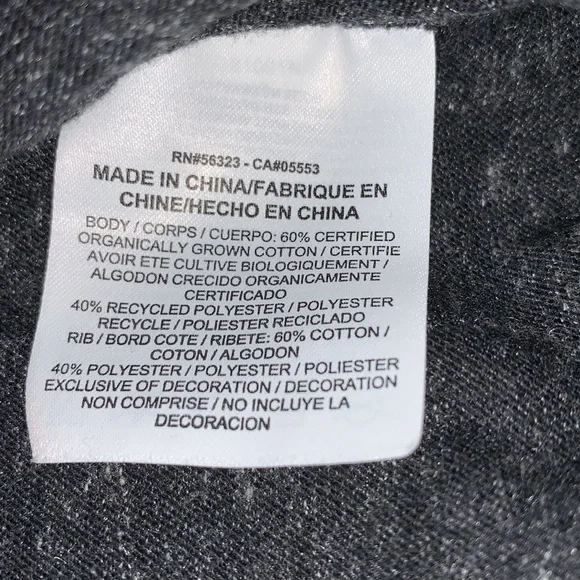 RN#56323 - CA#05553
MADE IN CHINA/FABRIQUE EN
CHINE/HECHO EN CHINA
BODY / CORPS / CUERPO: 60% CERTIFIED
ORGANICALLY GROWN COTTON / CERTIFIE
AVOIR ETE CULTIVE BIOLOGIQUEMENT /
ALGODON CRECIDO ORGANICAMENTE
CERTIFICADO
40% RECYCLED POLYESTER / POLYESTER
RECYCLE / POLIESTER RECICLADO
RIB / BORD COTE / RIBETE: 60% COTTON /
COTON / ALGODON
40% POLYESTER / POLYESTER / POLIESTER
EXCLUSIVE OF DECORATION / DECORATION
NON COMPRISE / NO INCLUYE LA
DECORACION